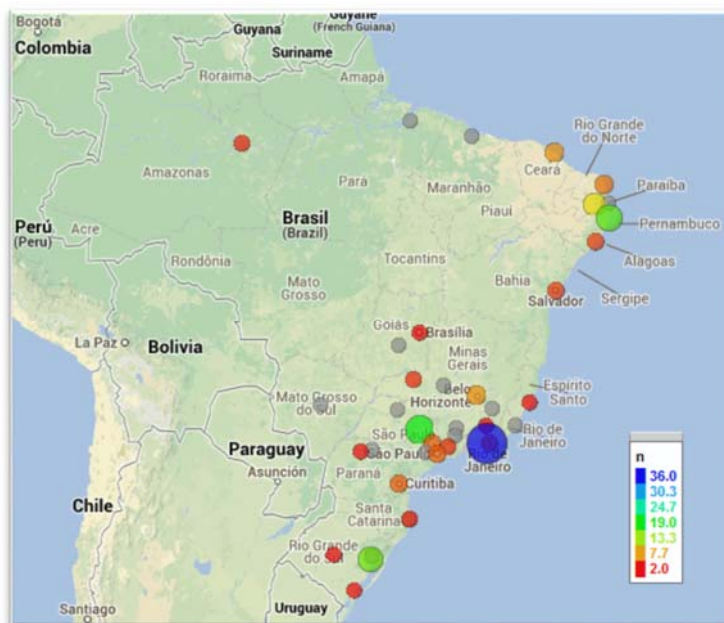 Bogotá
Colombia
Guyane
(French Guiana)
Guyana
Suriname
Roraima
Amapá
Rio Grande
do Norte
Amazonas
Pará
Maranhão
Ceará
Paraíba
Piauí
Pernambuco
Perú
(Peru)
Acre
Brasil
(Brazil)
Rondônia
Tocantins
Alagoas
Mato
Grosso
Bahia
Sergipe
Salvador
La Paz
Bolivia
Goiás
Brasília
Minas
Gerais
Mato Grosso
do Sul
Belo
Horizonte
Espírito
Santo
Paraguay
São Paulo
São Paulo
Rio de
Janeiro
Rio de
Janeiro
Asunción
Paraná
Curitiba
Chile
Santa
Catarina
Rio Grande
do Sul
Uruguay
Santiago
n
36.0
30.3
24.7
19.0
13.3
7.7
2.0